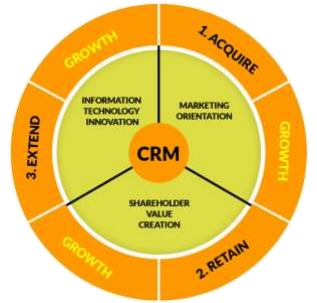 GROWTH
1. ACQUIRE
INFORMATION
TECHNOLOGY
INNOVATION
MARKETING
ORIENTATION
3. EXTEND
CRM
GROWTH
SHAREHOLDER
VALUE
CREATION
GROWTH
2. RETAIN